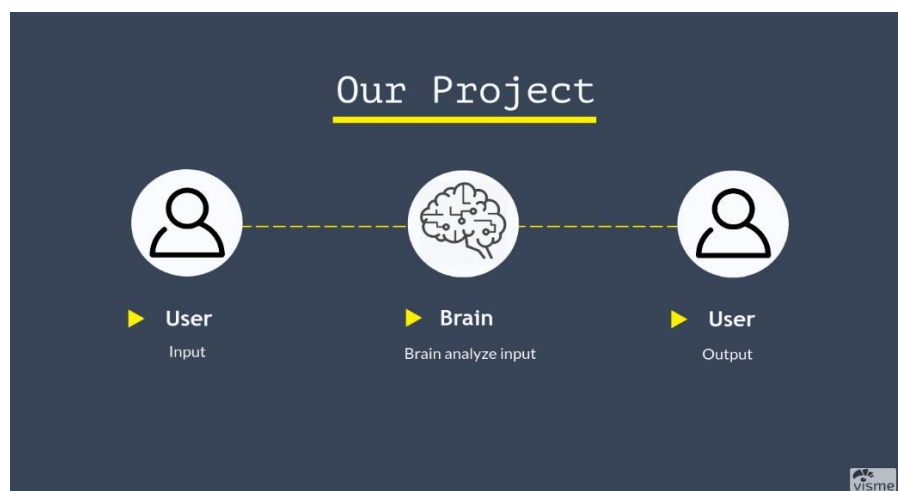 Our Project
User
Input
Brain
Brain analyze input
User
Output
visme